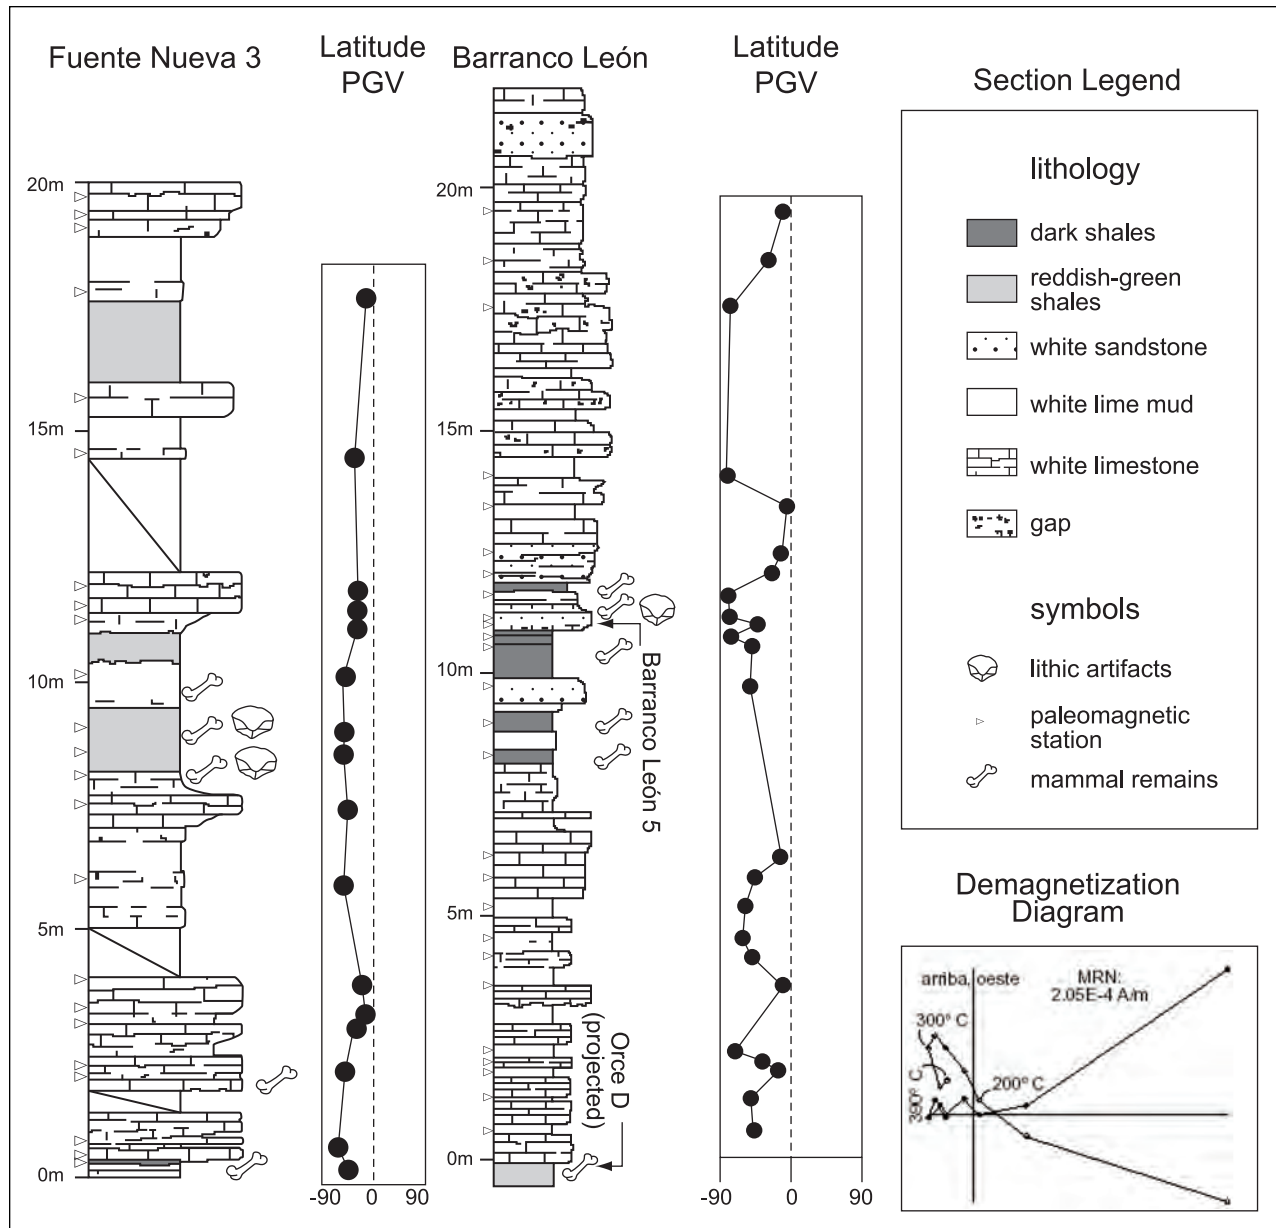 Fuente Nueva 3
Latitude
PGV
Barranco León
Latitude
PGV
Section Legend
20m
15m
10m
5m
0m
-90
0
90
20m
15m
10m
5m
0m
Barranco León 5
Orce D
(projected)
-90
0
90
lithology
dark shales
reddish-green
shales
white sandstone
white lime mud
white limestone
gap
symbols
lithic artifacts
paleomagnetic
station
mammal remains
Demagnetization
Diagram
arriba, oeste
MRN:
2.05E-4 A/m
300º C
200º C
390º C